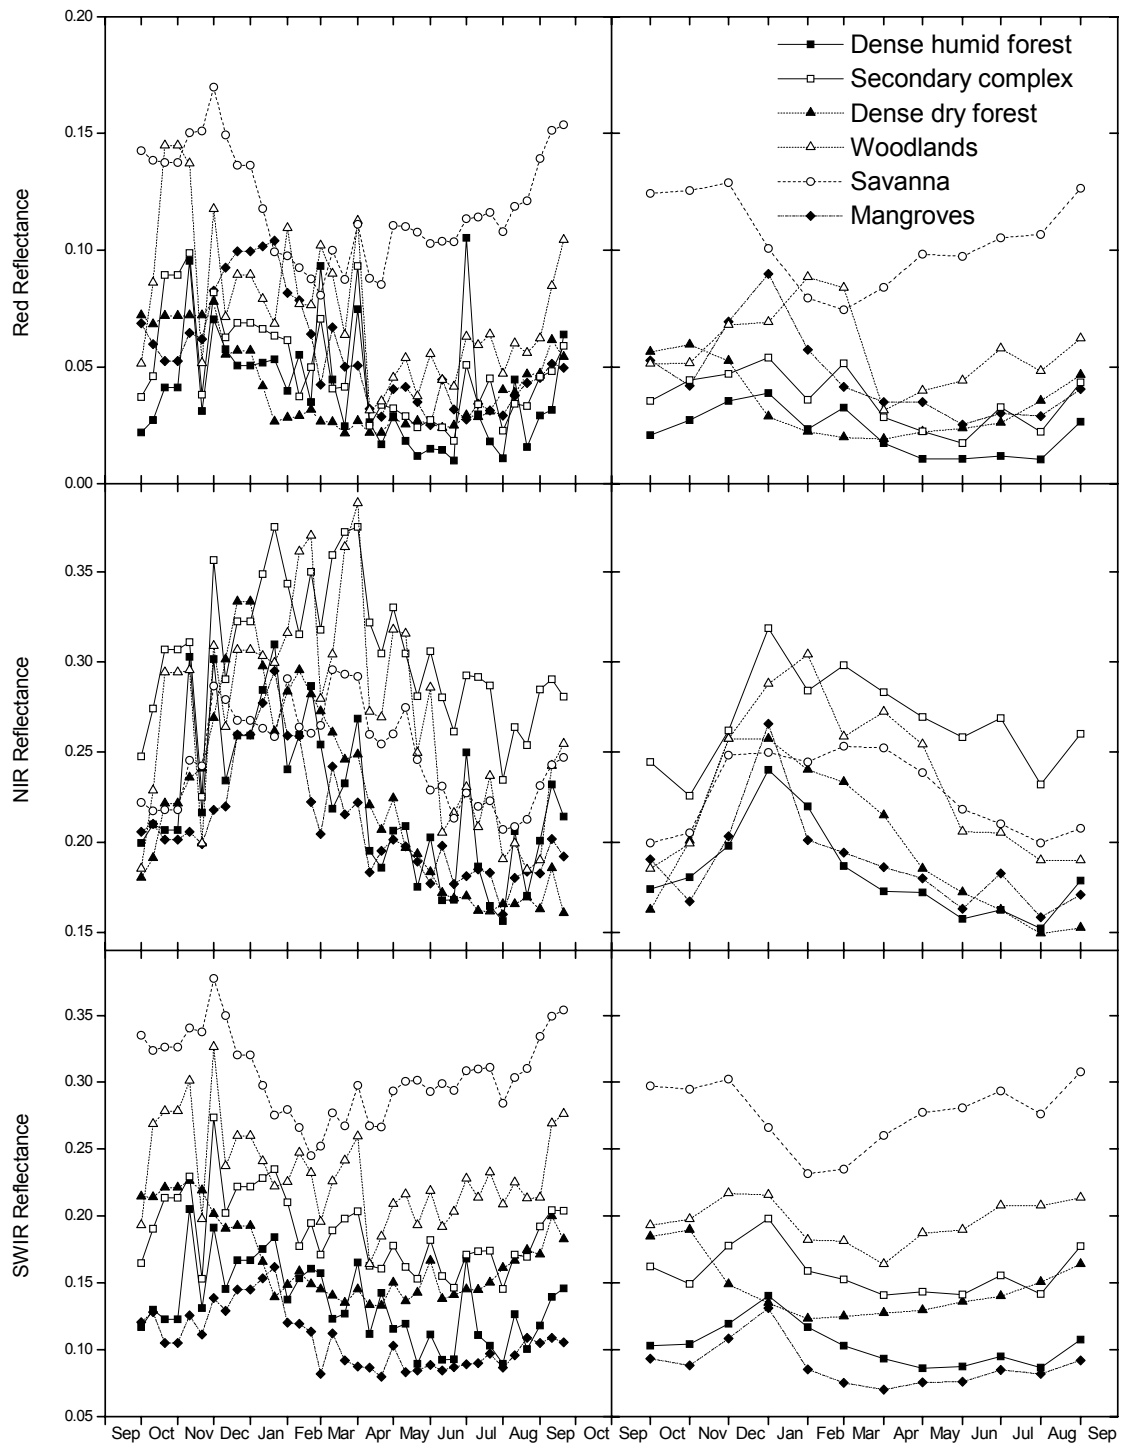 0.20
0.15
0.10
0.05
0.00
Red Reflectance
Dense humid forest
Secondary complex
Dense dry forest
Woodlands
Savanna
Mangroves
0.35
0.30
0.25
0.20
0.15
NIR Reflectance
0.35
0.30
0.25
0.20
0.15
0.10
0.05
SWIR Reflectance
Sep Oct Nov Dec Jan Feb Mar Apr May Jun Jul Aug Sep Oct
Sep Oct Nov Dec Jan Feb Mar Apr May Jun Jul Aug Sep